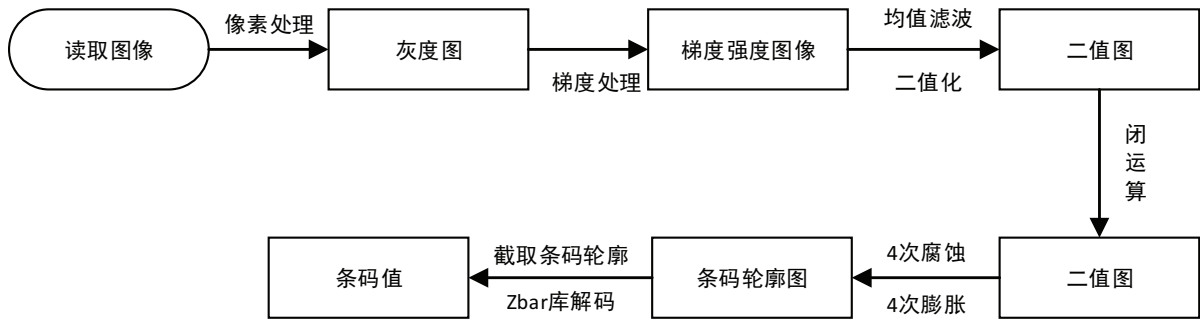 读取图像
像素处理
灰度图
梯度处理
梯度强度图像
均值滤波
二值化
二值图
闭
运
算
二值图
4次腐蚀
4次膨胀
条码轮廓图
截取条码轮廓
Zbar库解码
条码值